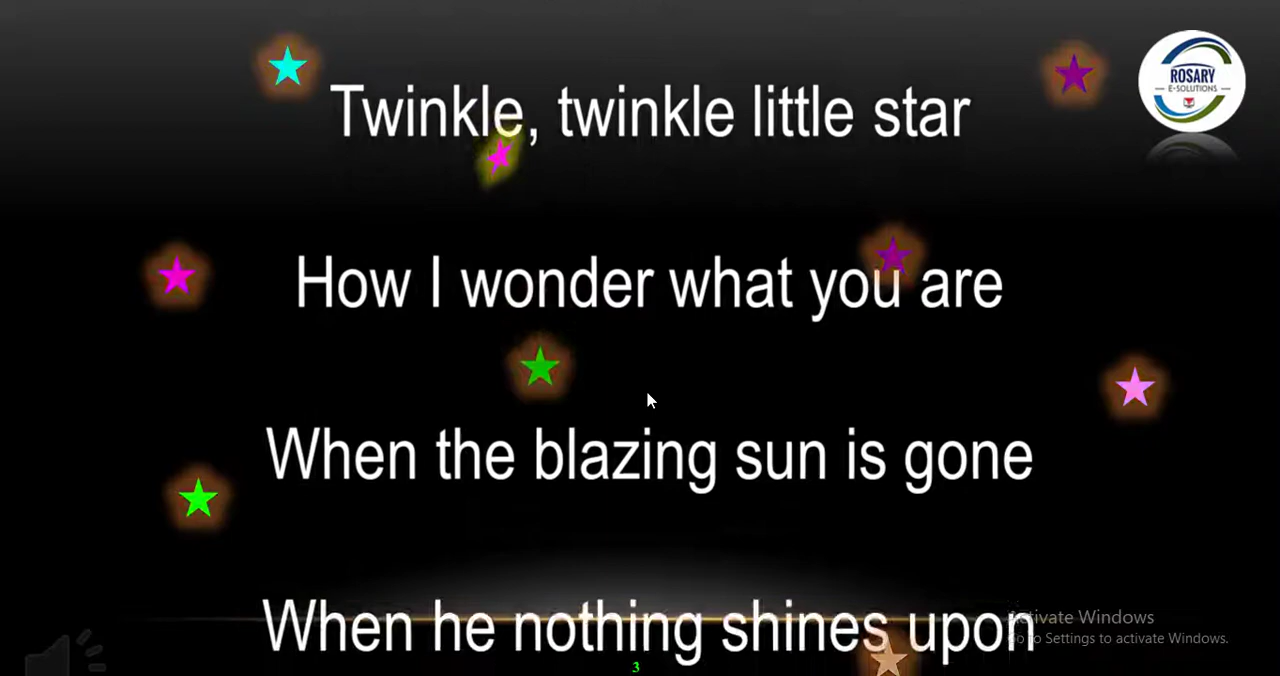 Twinkle, twinkle little star
ROSARY
E-SOLUTIONS
How I wonder what you are
When the blazing sun is gone
When he nothing shines upon
Activate Windows
Go to Settings to activate Windows.
3